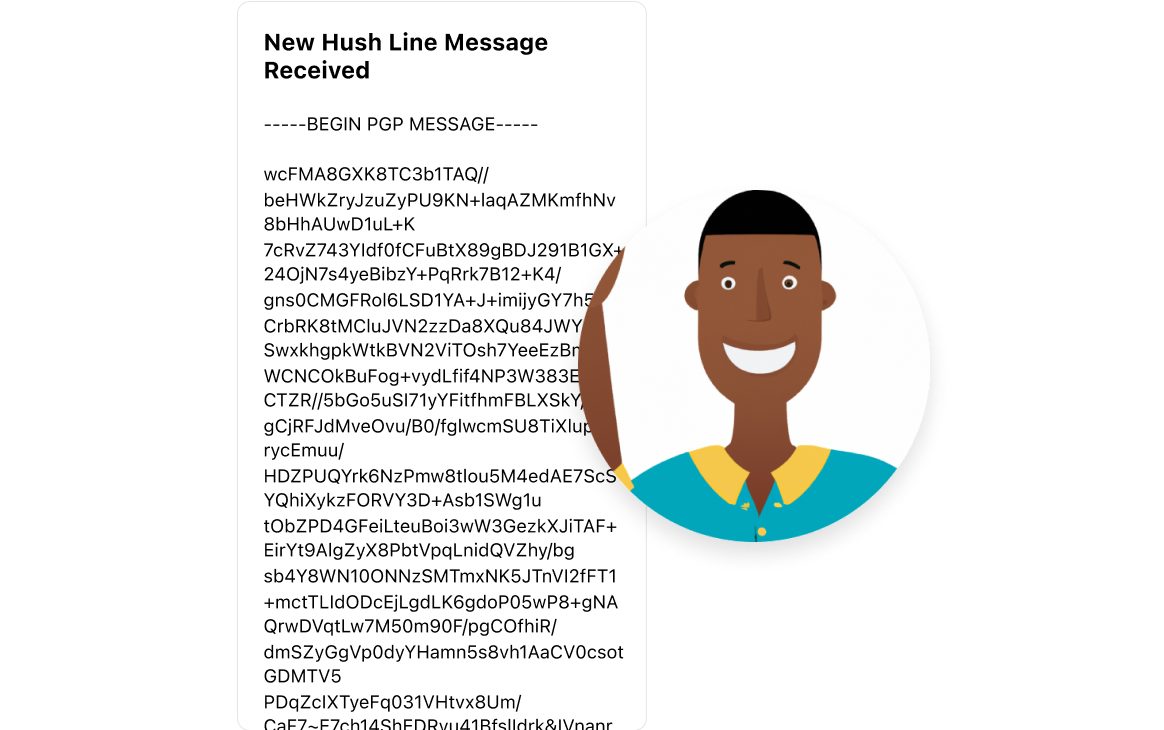 New Hush Line Message
Received
-----BEGIN PGP MESSAGE-----
wcFMA8GXK8TC3b1TAQ//
beHWkZryJzuZyPU9KN+laqAZMKmfhNv
8bHhAUwD1uL+K
7cRvZ743YIdf0fCFuBtX89gBDJ291B1GX+
24OjN7s4yeBibzY+PqRrk7B12+K4/
gns0CMGFRol6LSD1YA+J+imijyGY7h5
CrbRK8tMCluJVN2zzDa8XQu84JWY
SwxkhgpkWtkBVN2ViTOsh7YeeEzB
WCNCOkBuFog+vydLfif4NP3W383E
CTZR//5bGo5uSI71yYFitfhmFBLXSkY
gCjRFJdMveOvu/B0/fglwcmSU8TiXlup
rycEmuu/
HDZPUQYrk6NzPmw8tlou5M4edAE7ScS
YQhiXykzFORVY3D+Asb1SWg1u
tObZPD4GFeiLteuBoi3wW3GezkXJiTAF+
EirYt9AlgZyX8PbtVpqLnidQVZhy/bg
sb4Y8WN10ONNzSMTmxNK5JTnVI2fFT1
+mctTLIdODcEjLgdLK6gdoP05wP8+gNA
QrwDVqtLw7M50m90F/pgCOfhiR/
dmSZyGgVp0dyYHamn5s8vh1AaCV0csot
GDMTV5
PDqZcIXTyeFq031VHtvx8Um/